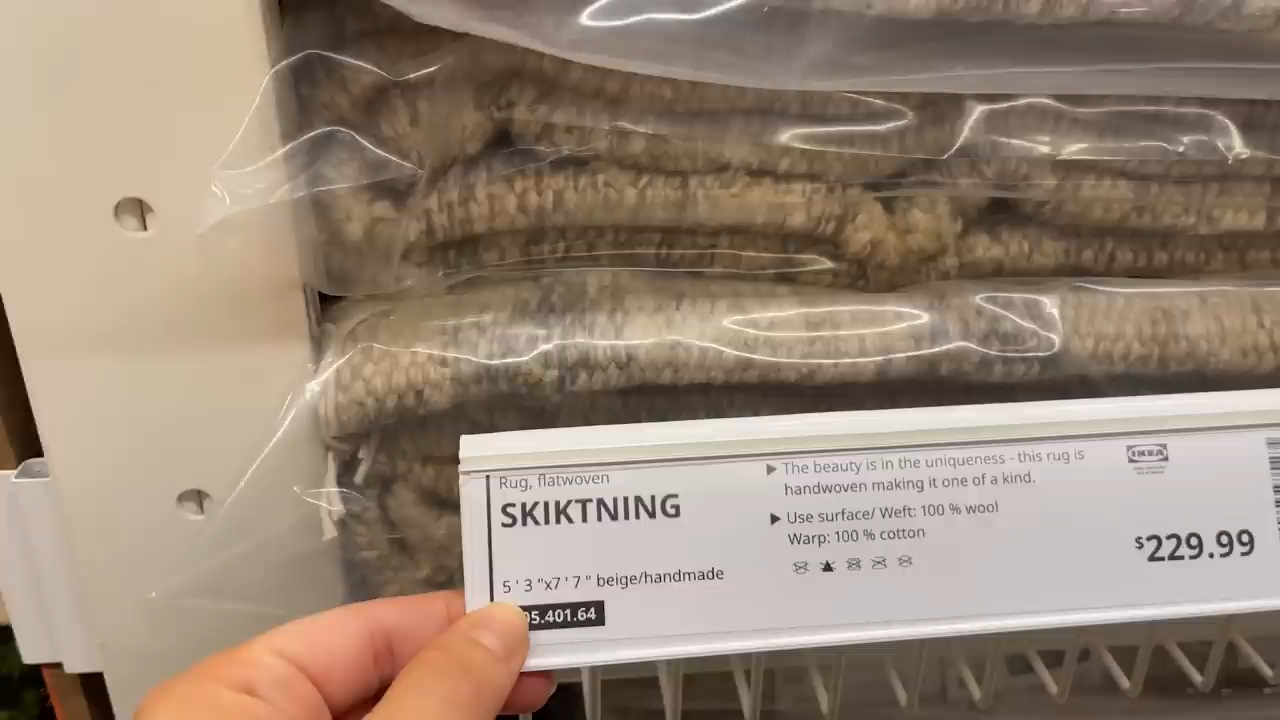 Rug, flatwoven
SKIKTNING
5 ' 3 "x7 ' 7 " beige/handmade
05.401.64
▶ The beauty is in the uniqueness - this rug is
handwoven making it one of a kind.
▶ Use surface/ Weft: 100 % wool
Warp: 100 % cotton
IKEA
$229.99